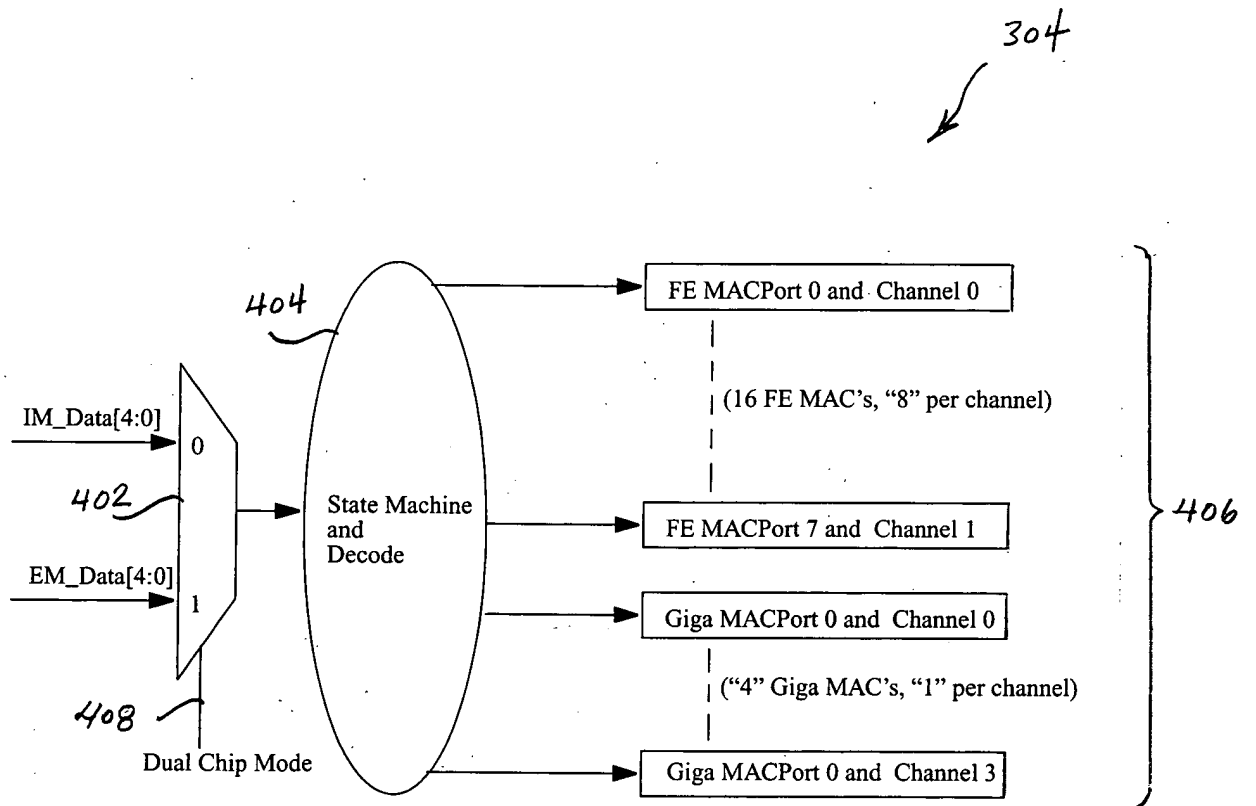 304
FE MACPort 0 and Channel 0
404
(16 FE MAC's, “8” per channel)
IM_Data[4:0]
0
402
State Machine
and
Decode
FE MACPort 7 and Channel 1
406
EM_Data[4:0]
1
Giga MACPort 0 and Channel 0
(“4” Giga MAC's, “1” per channel)
408
Dual Chip Mode
Giga MACPort 0 and Channel 3